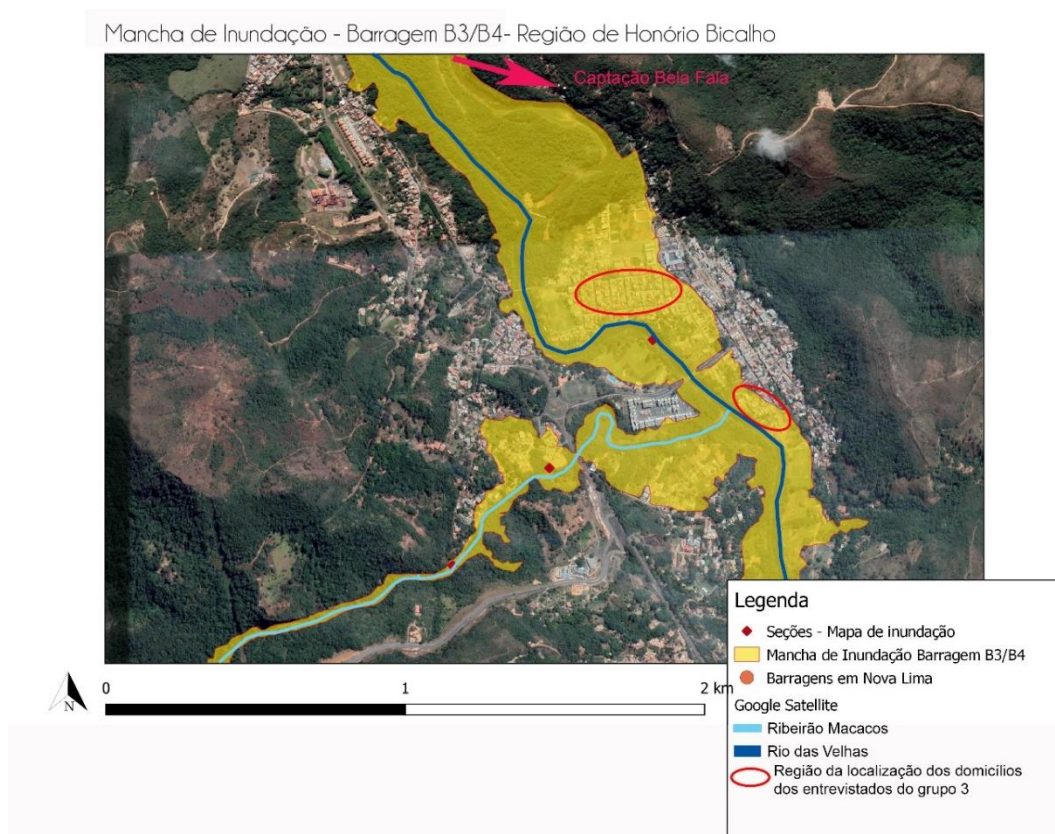 Mancha de Inundação - Barragem B3/B4- Região de Honório Bicalho
Captação Bela Fala
N
0
1
2 km
Legenda
Seções - Mapa de inundação
Mancha de Inundação Barragem B3/B4
Barragens em Nova Lima
Google Satellite
Ribeirão Macacos
Rio das Velhas
Região da localização dos domicílios
dos entrevistados do grupo 3